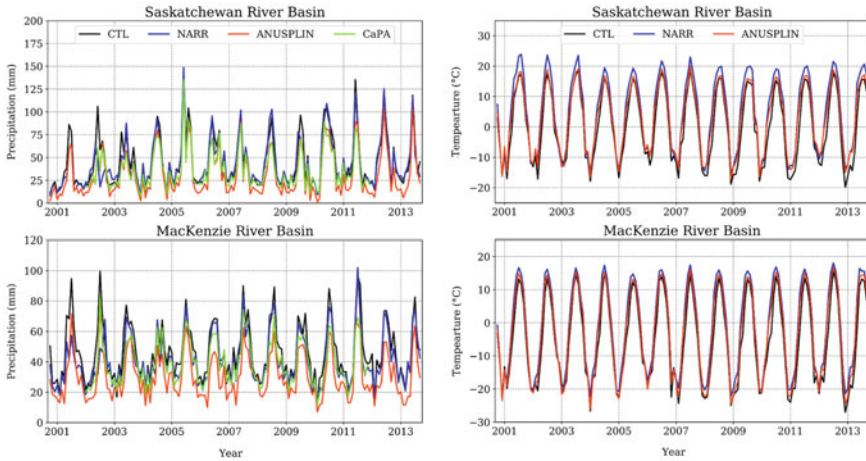 Saskatchewan River Basin
CTL NARR ANUSPLIN CaPA
Precipitation (mm)
200
175
150
125
100
75
50
25
0
2001 2003 2005 2007 2009 2011 2013
Saskatchewan River Basin
CTL NARR ANUSPLIN
Tempearture (°C)
30
20
10
0
−10
−20
2001 2003 2005 2007 2009 2011 2013
MacKenzie River Basin
Precipitation (mm)
120
100
80
60
40
20
0
2001 2003 2005 2007 2009 2011 2013
Year
MacKenzie River Basin
Tempearture (°C)
20
10
0
−10
−20
−30
2001 2003 2005 2007 2009 2011 2013
Year